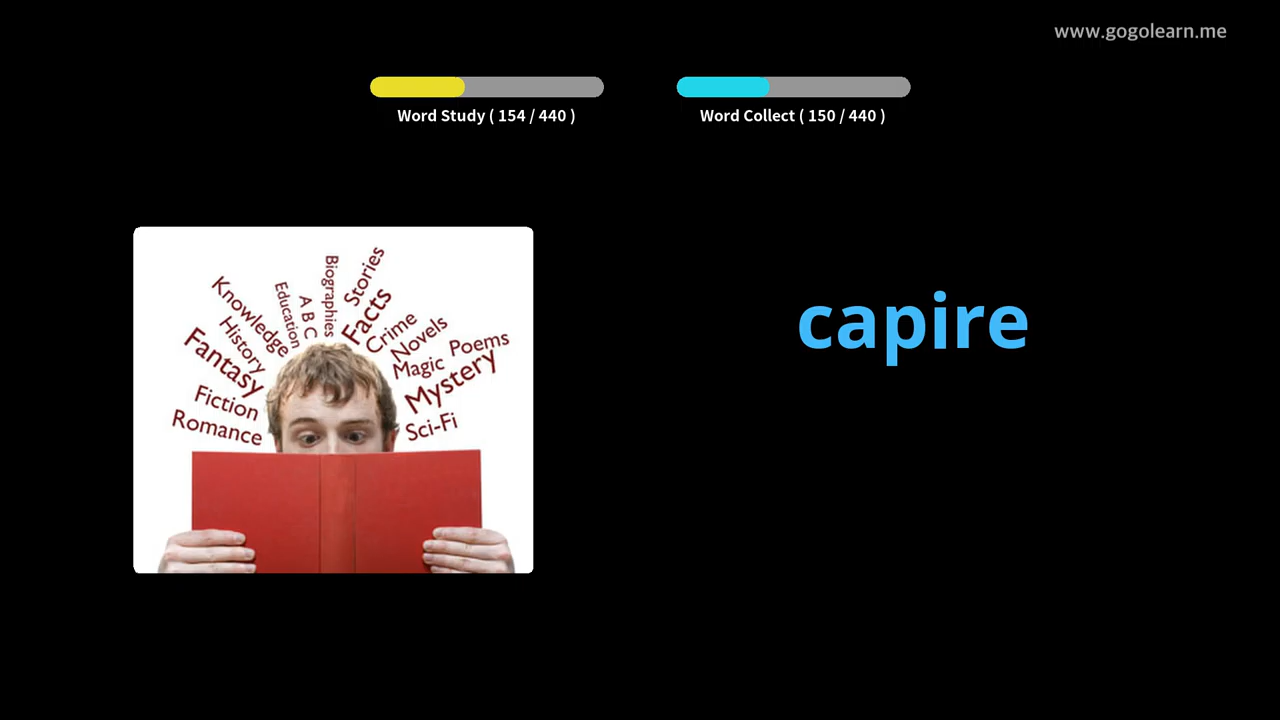 www.gogolearn.me
Word Study ( 154 / 440 )
Word Collect ( 150 / 440 )
capire
Biographies
Stories
Education
A B C
Facts
Knowledge
History
Crime
Novels
Poems
Fantasy
Magic
Mystery
Fiction
Romance
Sci-Fi